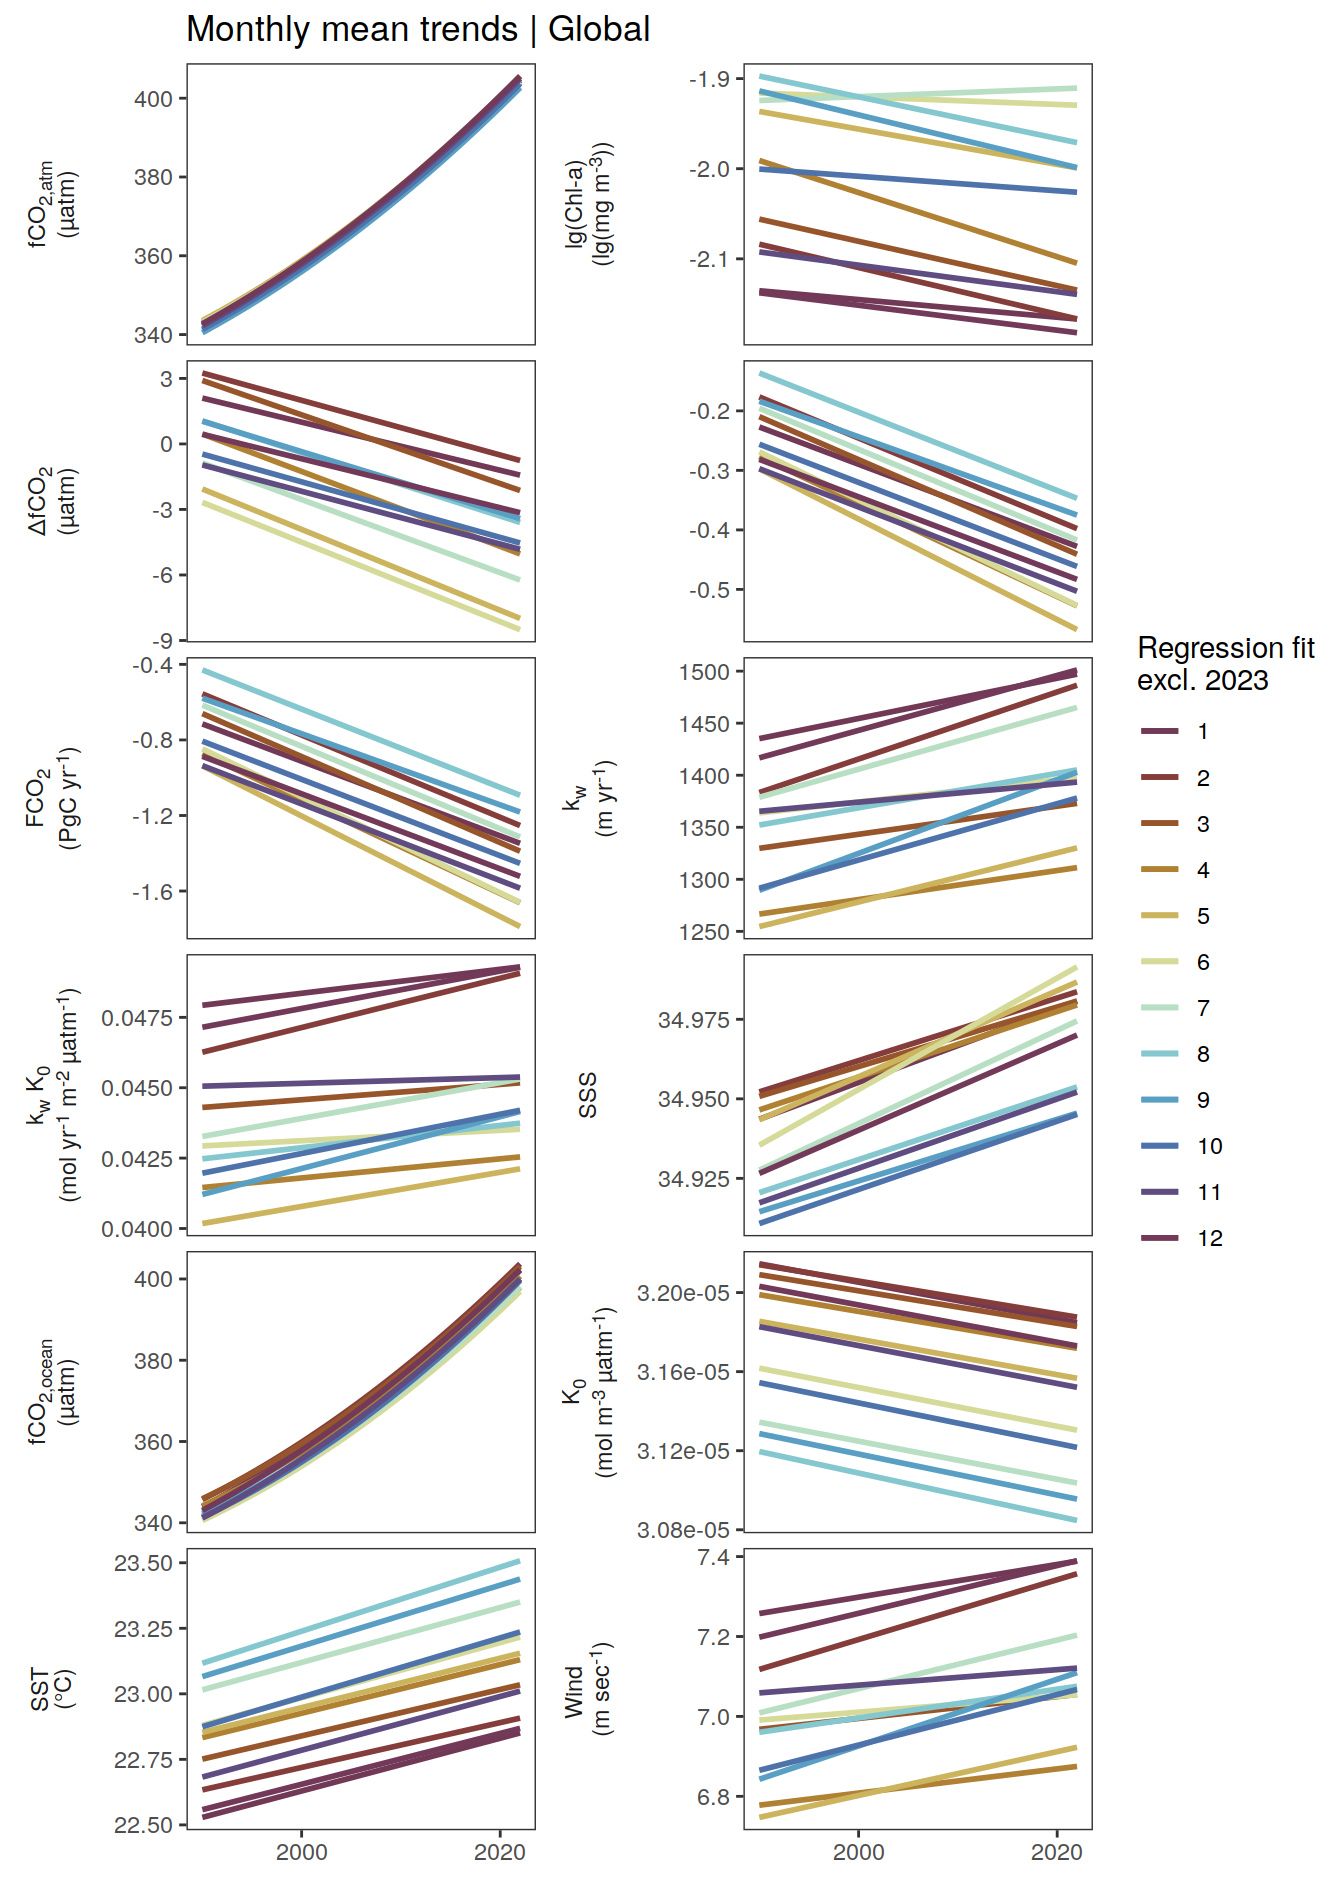 Monthly mean trends | Global
fCO2,atm
(µatm)
400
380
360
340
lg(Chl-a)
(lg(mg m-3))
-1.9
-2.0
-2.1
ΔfCO2
(µatm)
3
0
-3
-6
-9
-0.2
-0.3
-0.4
-0.5
FCO2
(PgC yr-1)
-0.4
-0.8
-1.2
-1.6
kw
(m yr-1)
1500
1450
1400
1350
1300
1250
kw K0
(mol yr-1 m-2 µatm-1)
0.0475
0.0450
0.0425
0.0400
SSS
34.975
34.950
34.925
fCO2,ocean
(µatm)
400
380
360
340
K0
(mol m-3 µatm-1)
3.20e-05
3.16e-05
3.12e-05
3.08e-05
SST
(°C)
23.50
23.25
23.00
22.75
22.50
2000 2020
Wind
(m sec-1)
7.4
7.2
7.0
6.8
2000 2020
Regression fit
excl. 2023
1
2
3
4
5
6
7
8
9
10
11
12